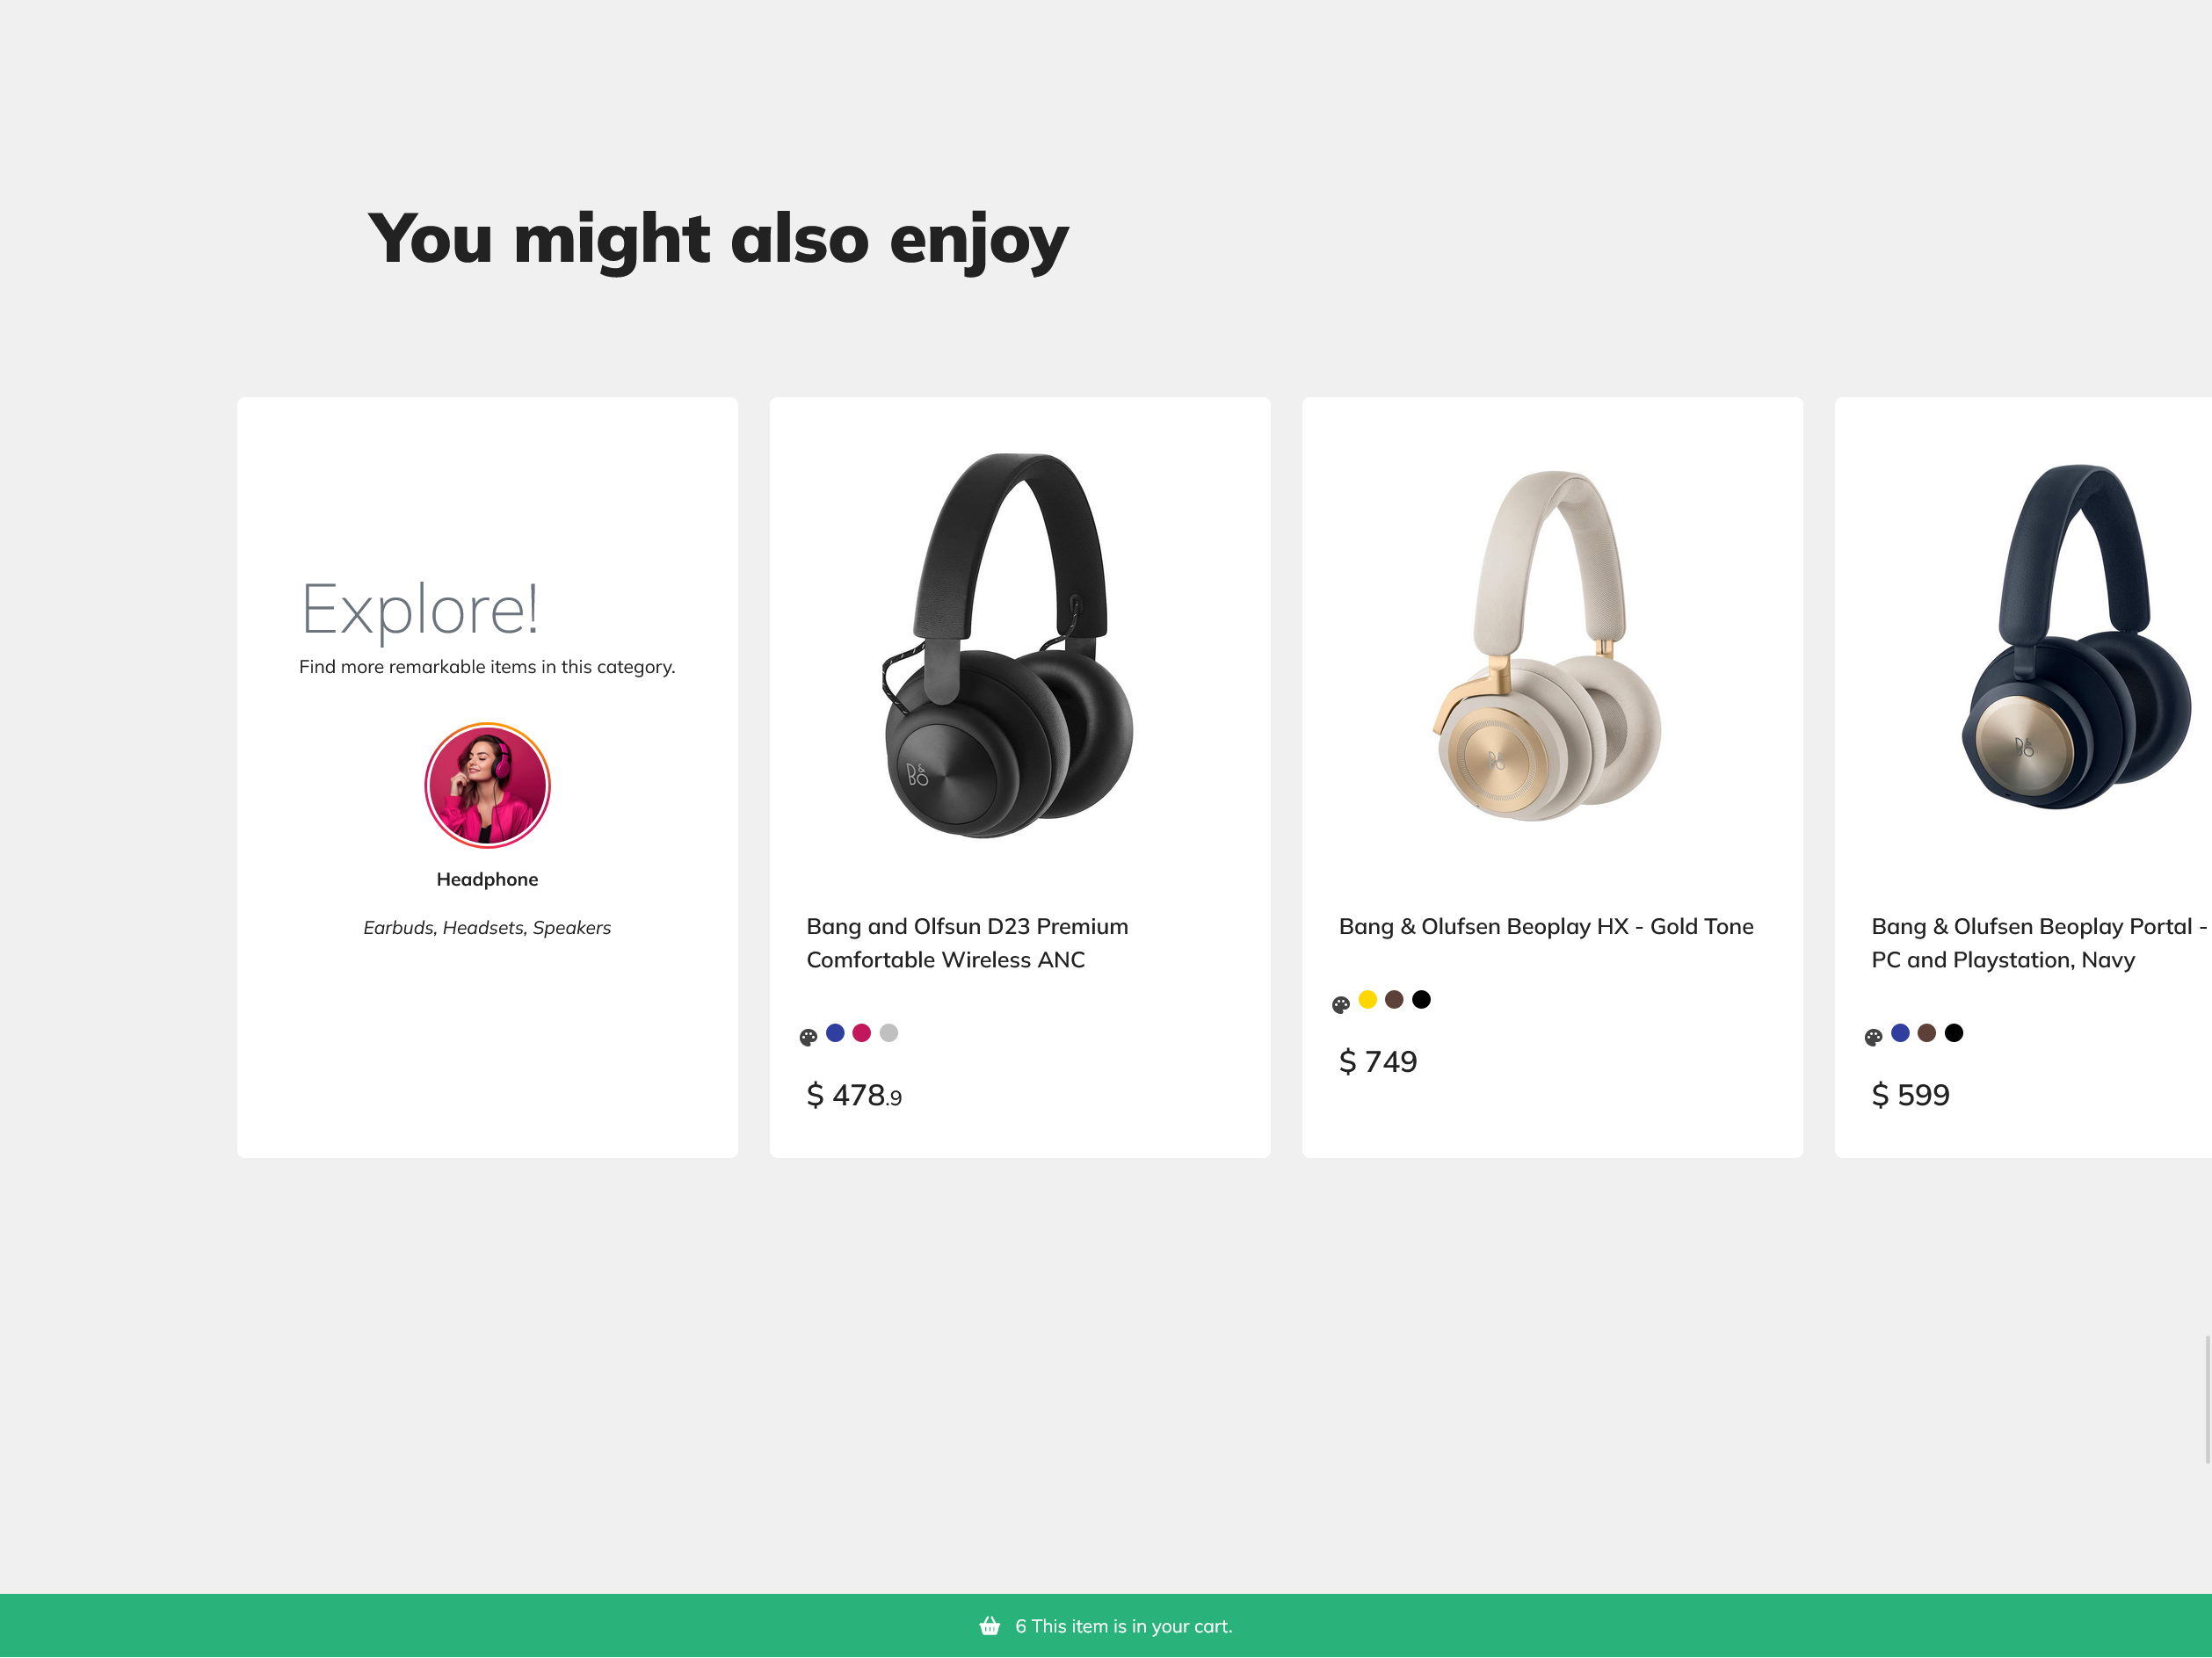 You might also enjoy
Explore!
Find more remarkable items in this category.
Headphone
Earbuds, Headsets, Speakers
B&O
Bang and Olfsun D23 Premium
Comfortable Wireless ANC
$ 478.9
B&O
Bang & Olufsen Beoplay HX - Gold Tone
$ 749
B&O
Bang & Olufsen Beoplay Portal -
PC and Playstation, Navy
$ 599
6 This item is in your cart.